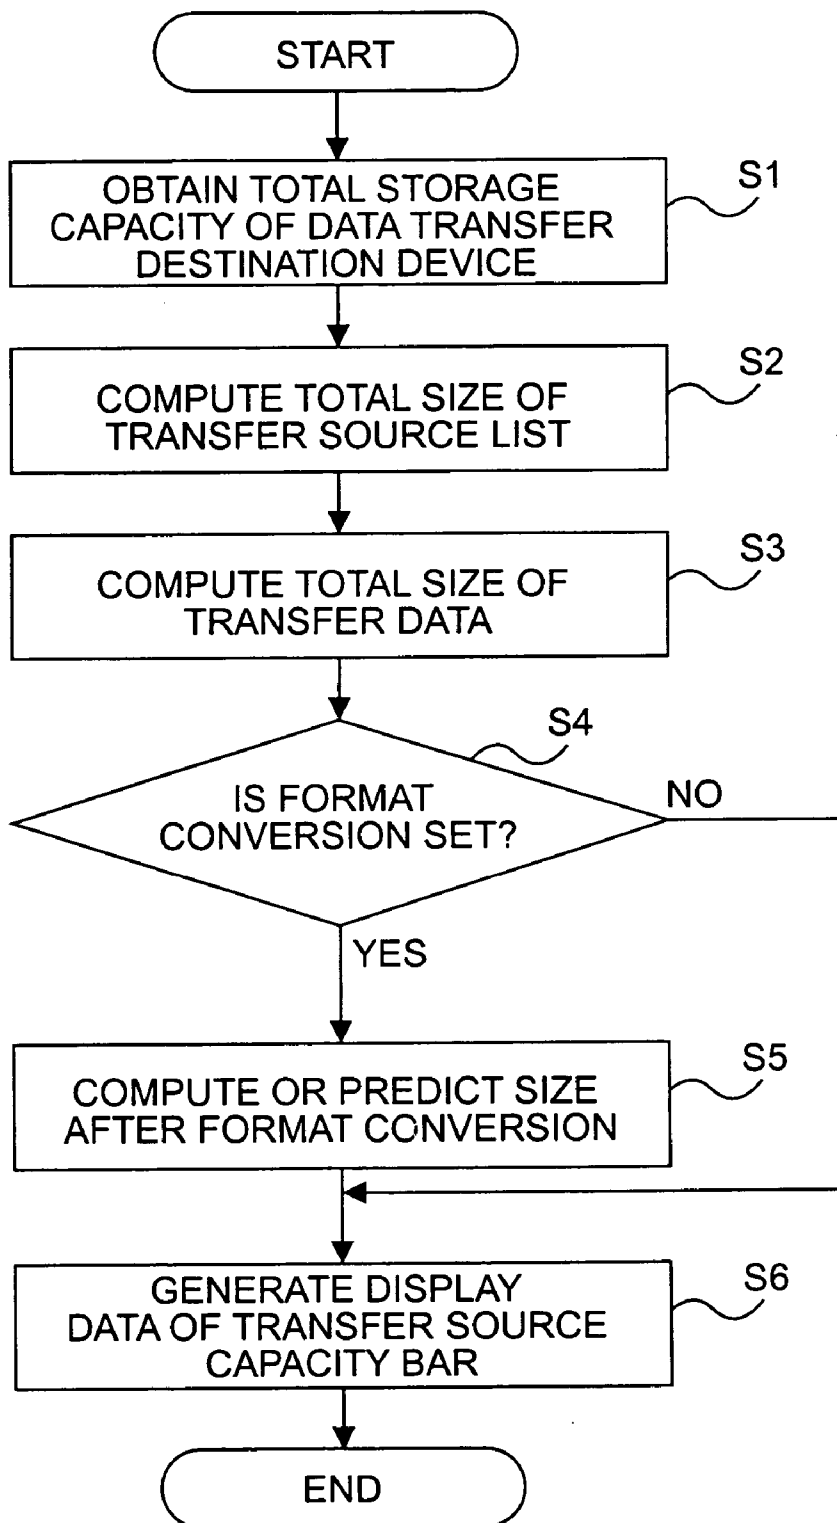 START
OBTAIN TOTAL STORAGE
CAPACITY OF DATA TRANSFER
DESTINATION DEVICE
S1
COMPUTE TOTAL SIZE OF
TRANSFER SOURCE LIST
S2
COMPUTE TOTAL SIZE OF
TRANSFER DATA
S3
S4
IS FORMAT
CONVERSION SET?
NO
YES
COMPUTE OR PREDICT SIZE
AFTER FORMAT CONVERSION
S5
GENERATE DISPLAY
DATA OF TRANSFER SOURCE
CAPACITY BAR
S6
END